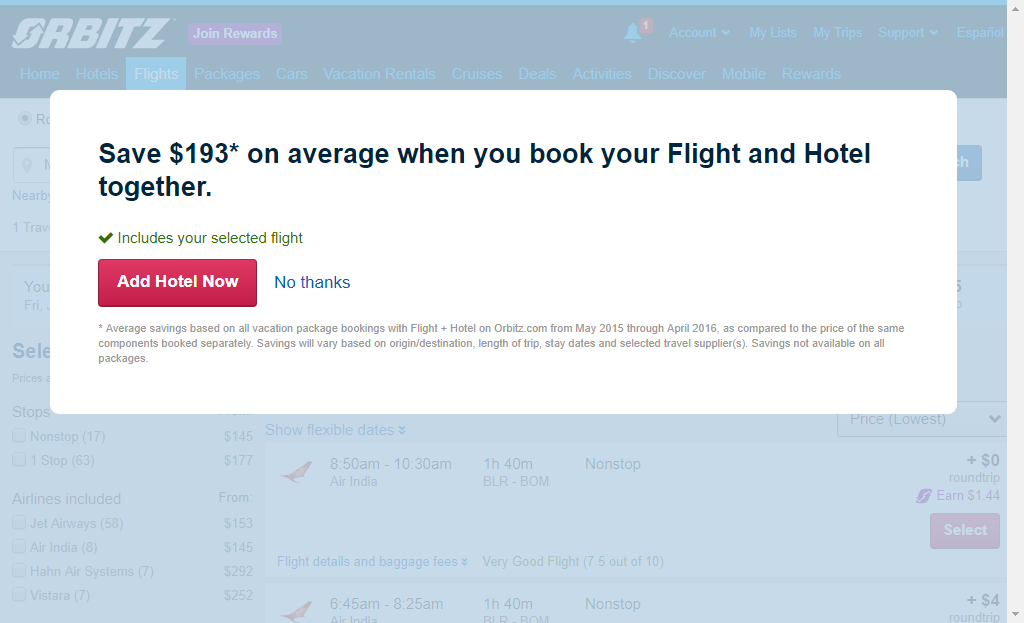 ORBITZ
Join Rewards
1
Account
My Lists
My Trips
Support
Español
Home
Hotels
Flights
Packages
Cars
Vacation Rentals
Cruises
Deals
Activities
Discover
Mobile
Rewards
Save $193* on average when you book your Flight and Hotel
together.
Includes your selected flight
Add Hotel Now
No thanks
* Average savings based on all vacation package bookings with Flight + Hotel on Orbitz.com from May 2015 through April 2016, as compared to the price of the same
components booked separately. Savings will vary based on origin/destination, length of trip, stay dates and selected travel supplier(s). Savings not available on all
packages.
Nearby
1
Fri,
Prices
Stops
Nonstop (17) $145
1 Stop (63) $177
Airlines included From:
Jet Airways (58) $153
Air India (8) $145
Hahn Air Systems (7) $292
Vistara (7) $252
Price (Lowest)
Show flexible dates
8:50am - 10:30am 1h 40m Nonstop + $0
Air India BLR - BOM roundtrip
Earn $1.44
Select
Flight details and baggage fees Very Good Flight (7.5 out of 10)
6:45am - 8:25am 1h 40m Nonstop + $4
Air India BLR - BOM roundtrip